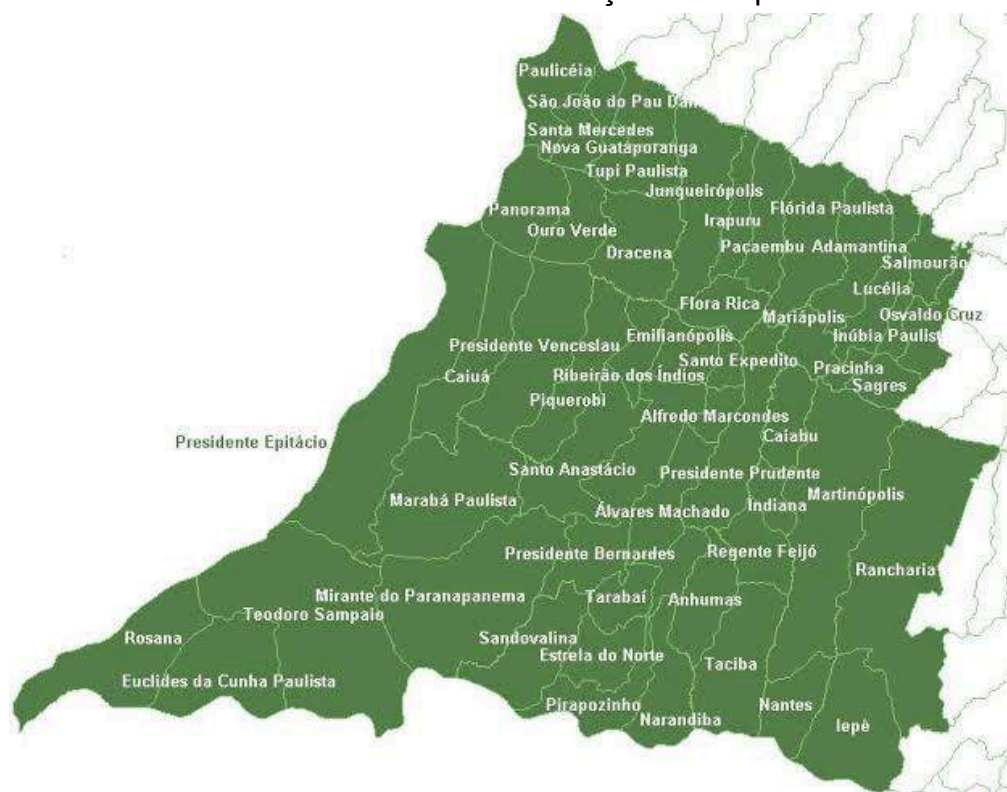 Paulicéia
São João do Pau Dan
Santa Mercedes
Nova Guataporanga
Tupi Paulista
Junqueirópolis
Panorama
Flórida Paulista
Irapuru
Ouro Verde
Pacaembu
Adamantina
Dracena
Salmourão
Lucélia
Flora Rica
Mariápolis
Osvaldo Cruz
Emilianópolis
Inúbia Paulist
Presidente Venceslau
Santo Expedito
Pracinha
Caiuá
Ribeirão dos Índios
Sagres
Piquerobi
Alfredo Marcondes
Caiabu
Presidente Epitácio
Santo Anastácio
Presidente Prudente
Martinópolis
Marabá Paulista
Indiana
Álvares Machado
Presidente Bernardes
Regente Feijó
Rancharia
Mirante do Paranapanema
Tarabaí
Anhumas
Teodoro Sampaio
Rosana
Sandovalina
Estrela do Norte
Taciba
Euclides da Cunha Paulista
Pirapozinho
Nantes
Narandiba
Iepê